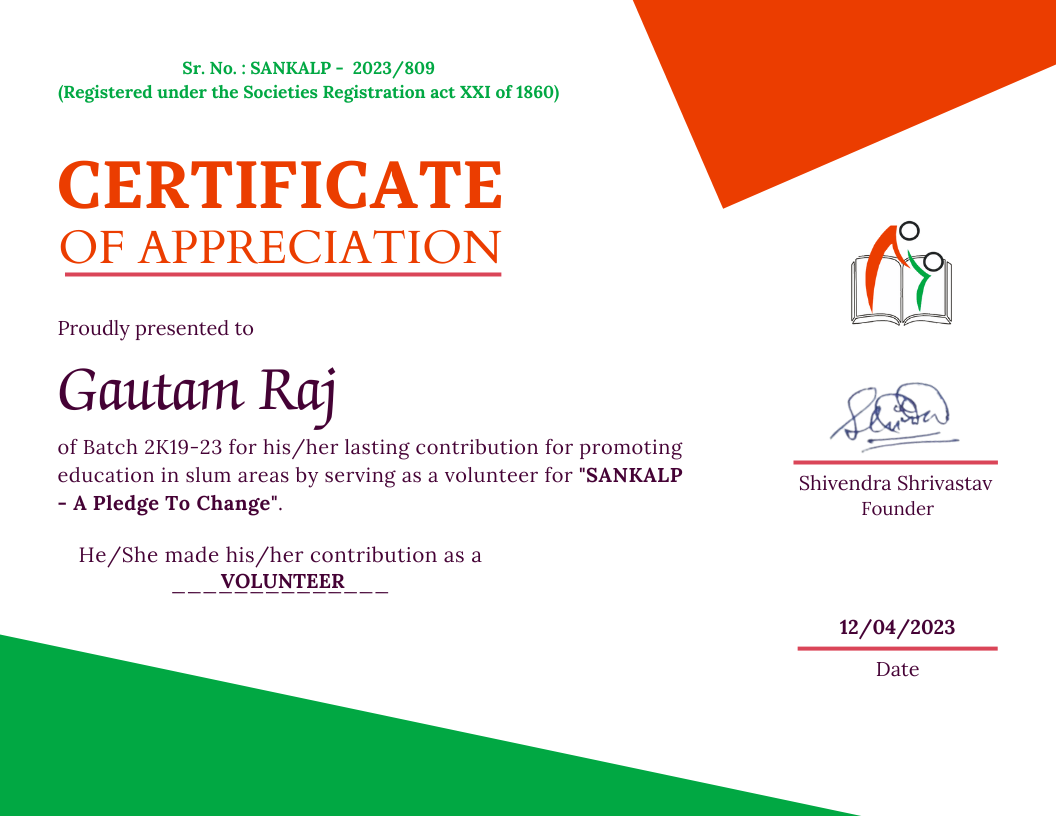 Sr. No. : SANKALP -  2023/809
(Registered under the Societies Registration act XXI of 1860)
CERTIFICATE
OF APPRECIATION
Proudly presented to
Gautam Raj
of Batch 2K19-23 for his/her lasting contribution for promoting
education in slum areas by serving as a volunteer for "SANKALP
- A Pledge To Change".
He/She made his/her contribution as a
VOLUNTEER
Shivendra Shrivastav
Founder
12/04/2023
Date